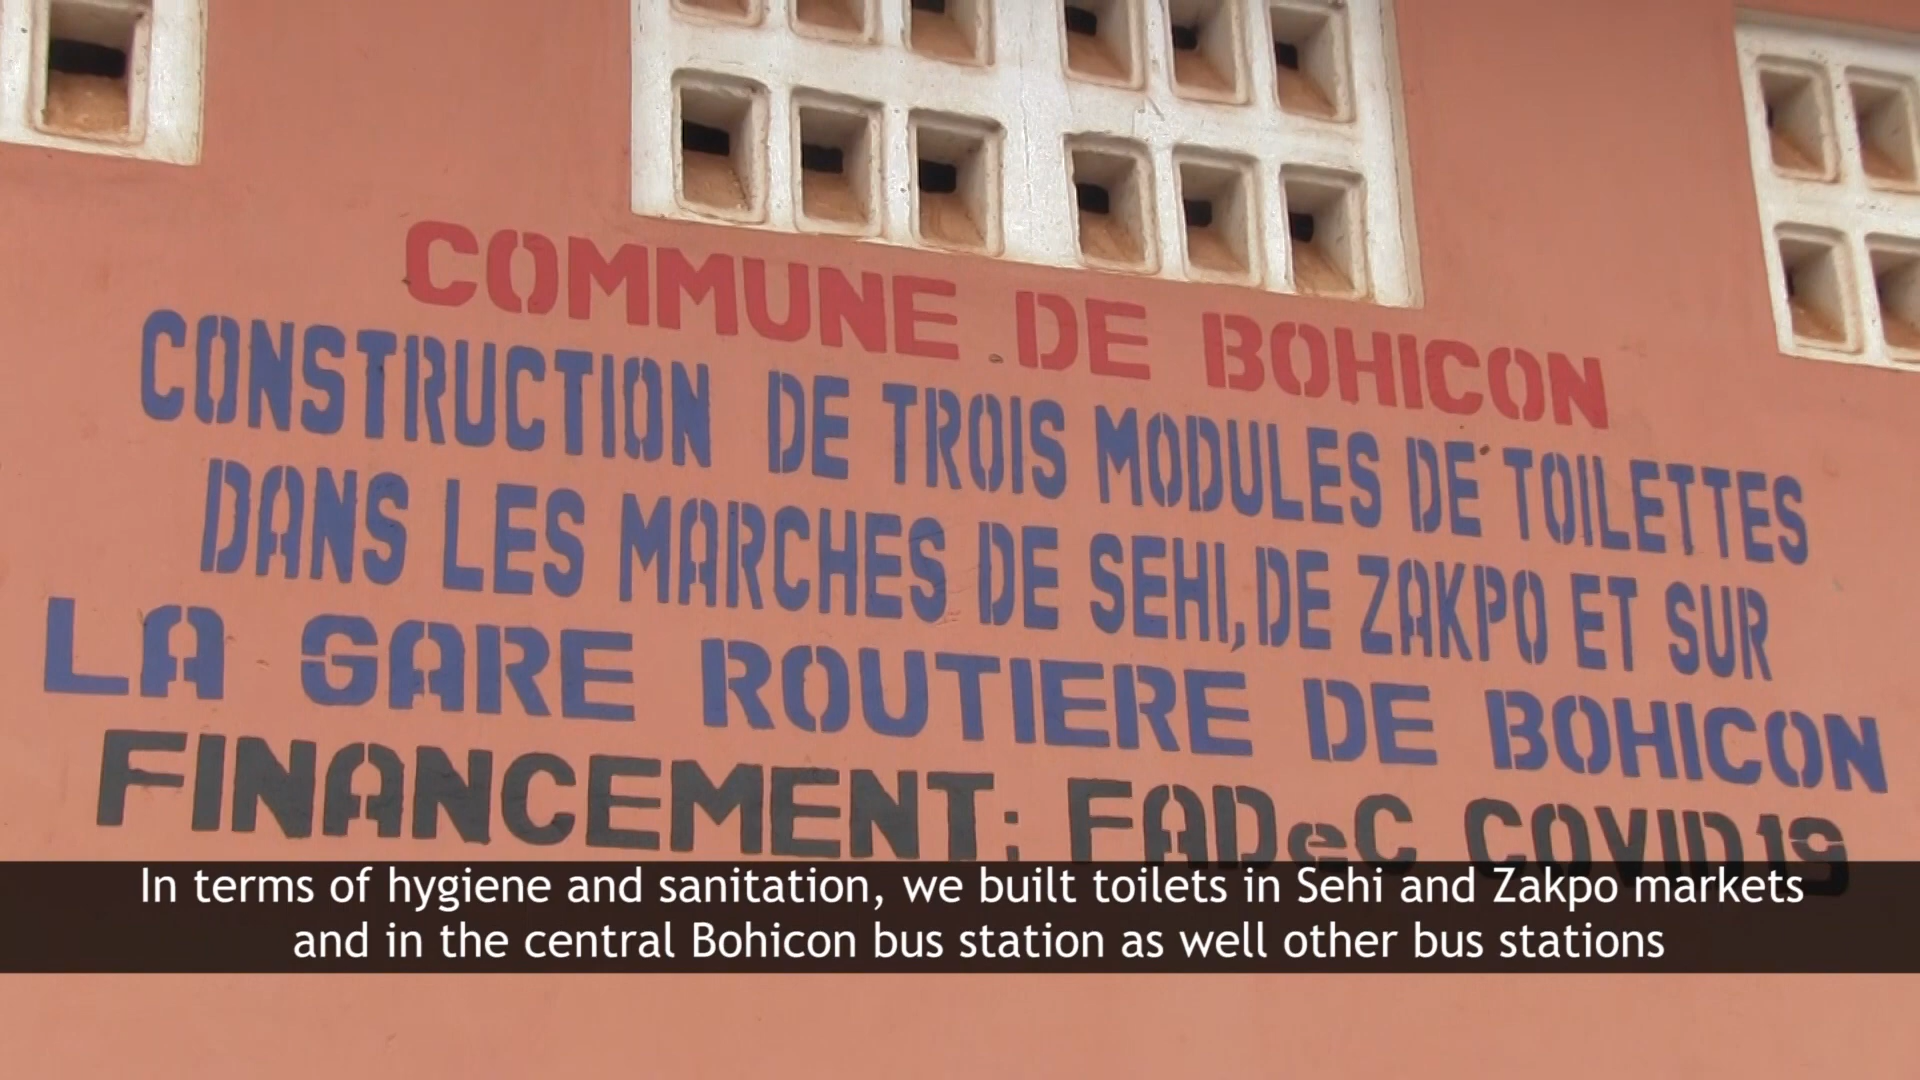 COMMUNE DE BOHICON
CONSTRUCTION DE TROIS MODULES DE TOILETTES
DANS LES MARCHES DE SEHI, DE ZAKPO ET SUR
LA GARE ROUTIERE DE BOHICON
FINANCEMENT: FADeC COVID 19
In terms of hygiene and sanitation, we built toilets in Sehi and Zakpo markets
and in the central Bohicon bus station as well other bus stations